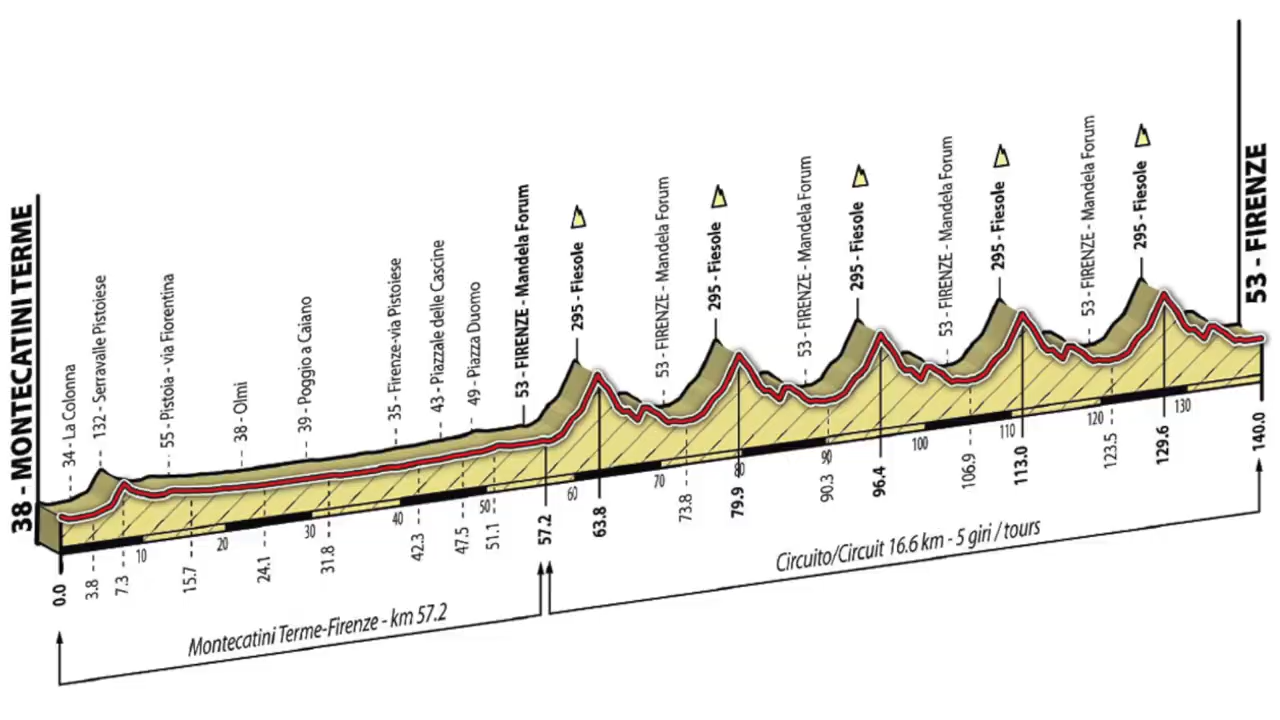 38 - MONTECATINI TERME
34 - La Colonna
132 - Serravalle Pistoiese
55 - Pistoia - via Fiorentina
38 - Olmi
39 - Poggio a Caiano
35 - Firenze-via Pistoiese
43 - Piazzale delle Cascine
49 - Piazza Duomo
53 - FIRENZE - Mandela Forum
295 - Fiesole
53 - FIRENZE - Mandela Forum
295 - Fiesole
53 - FIRENZE - Mandela Forum
295 - Fiesole
53 - FIRENZE - Mandela Forum
295 - Fiesole
53 - FIRENZE - Mandela Forum
295 - Fiesole
53 - FIRENZE
10
20
30
40
50
60
70
80
90
100
110
120
130
0.0
3.8
7.3
15.7
24.1
31.8
42.3
47.5
51.1
57.2
63.8
73.8
79.9
90.3
96.4
106.9
113.0
123.5
129.6
140.0
Montecatini Terme-Firenze - km 57.2
Circuito/Circuit 16.6 km - 5 giri / tours